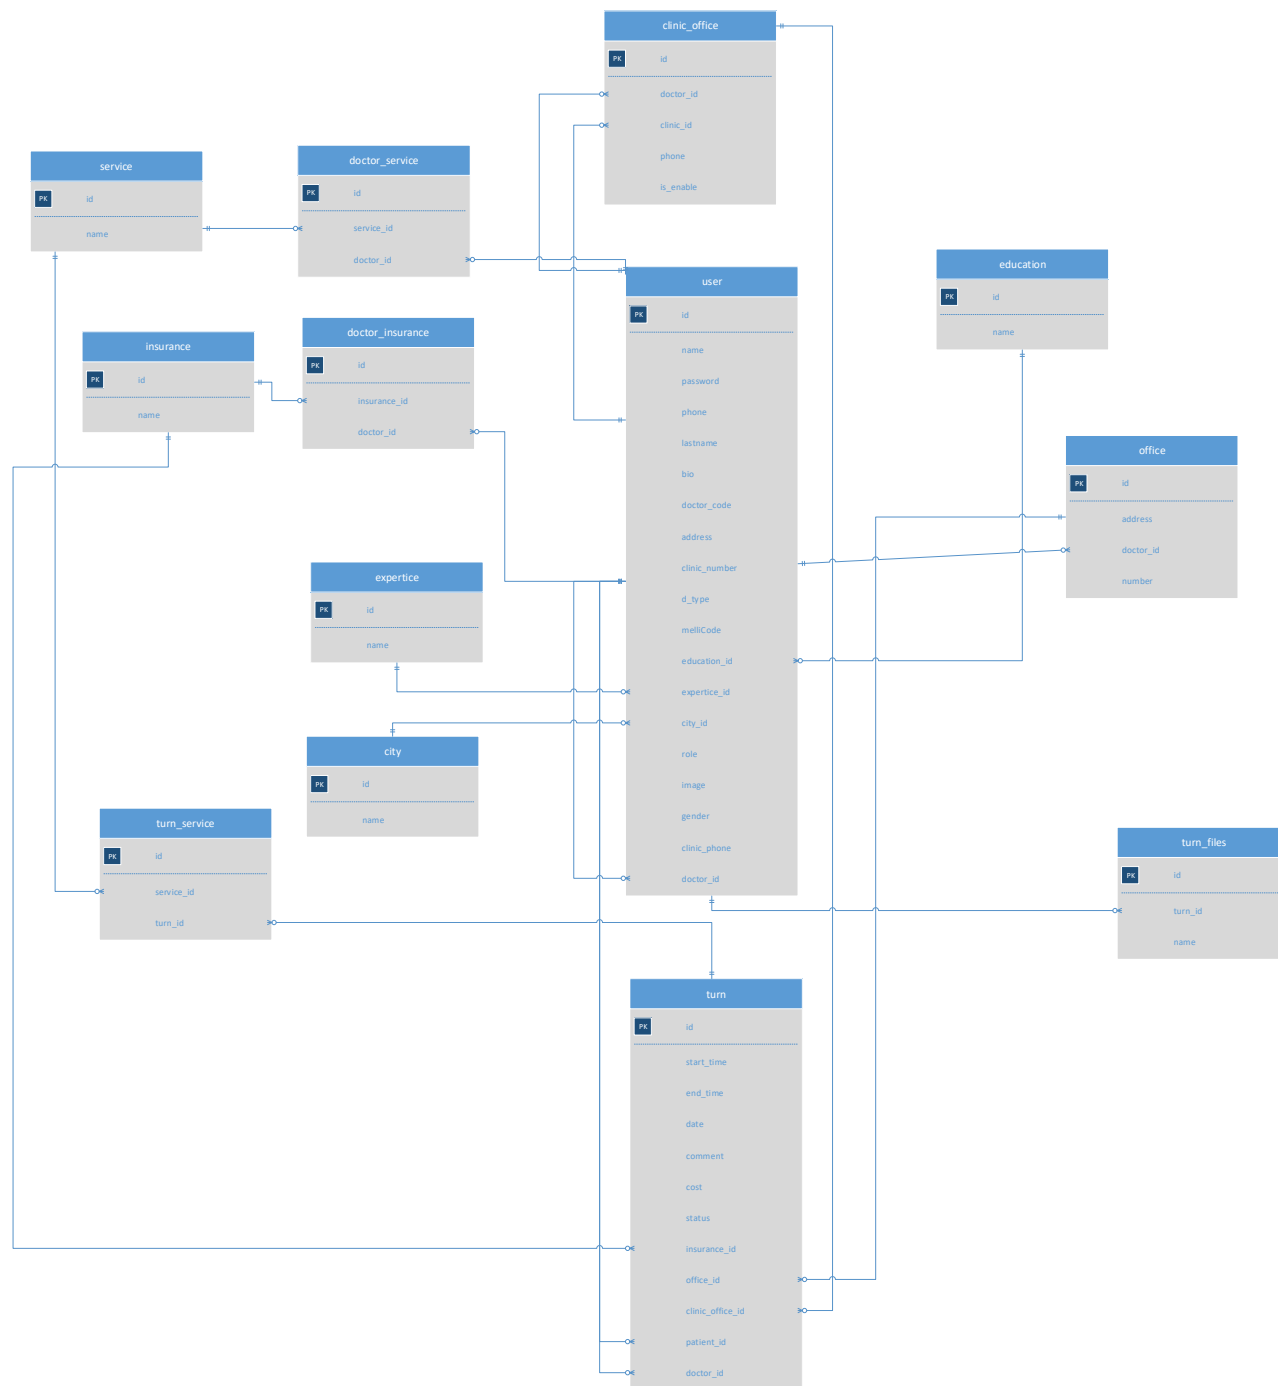 clinic_office
PK id
doctor_id
clinic_id
phone
is_enable
service
PK id
name
doctor_service
PK id
service_id
doctor_id
user
PK id
name
password
phone
lastname
bio
doctor_code
address
clinic_number
d_type
melliCode
education_id
expertice_id
city_id
role
image
gender
clinic_phone
doctor_id
education
PK id
name
insurance
PK id
name
doctor_insurance
PK id
insurance_id
doctor_id
office
PK id
address
doctor_id
number
expertice
PK id
name
city
PK id
name
turn_service
PK id
service_id
turn_id
turn_files
PK id
turn_id
name
turn
PK id
start_time
end_time
date
comment
cost
status
insurance_id
office_id
clinic_office_id
patient_id
doctor_id